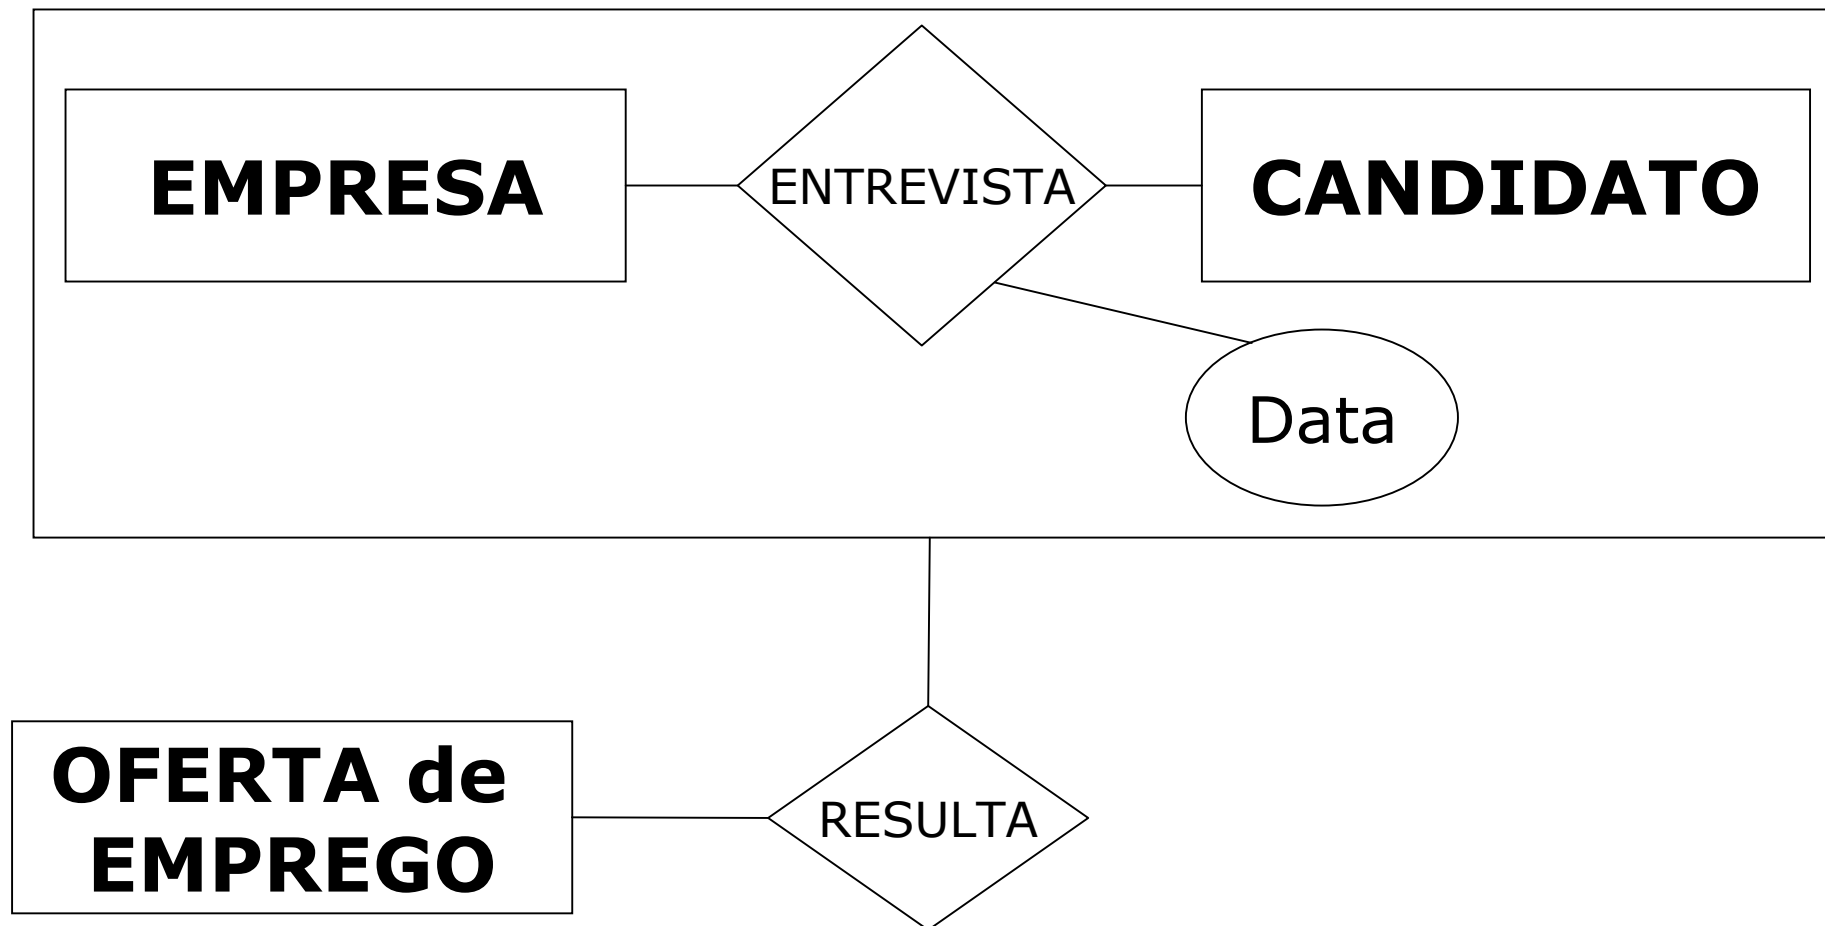 EMPRESA
ENTREVISTA
CANDIDATO
Data
OFERTA de
EMPREGO
RESULTA